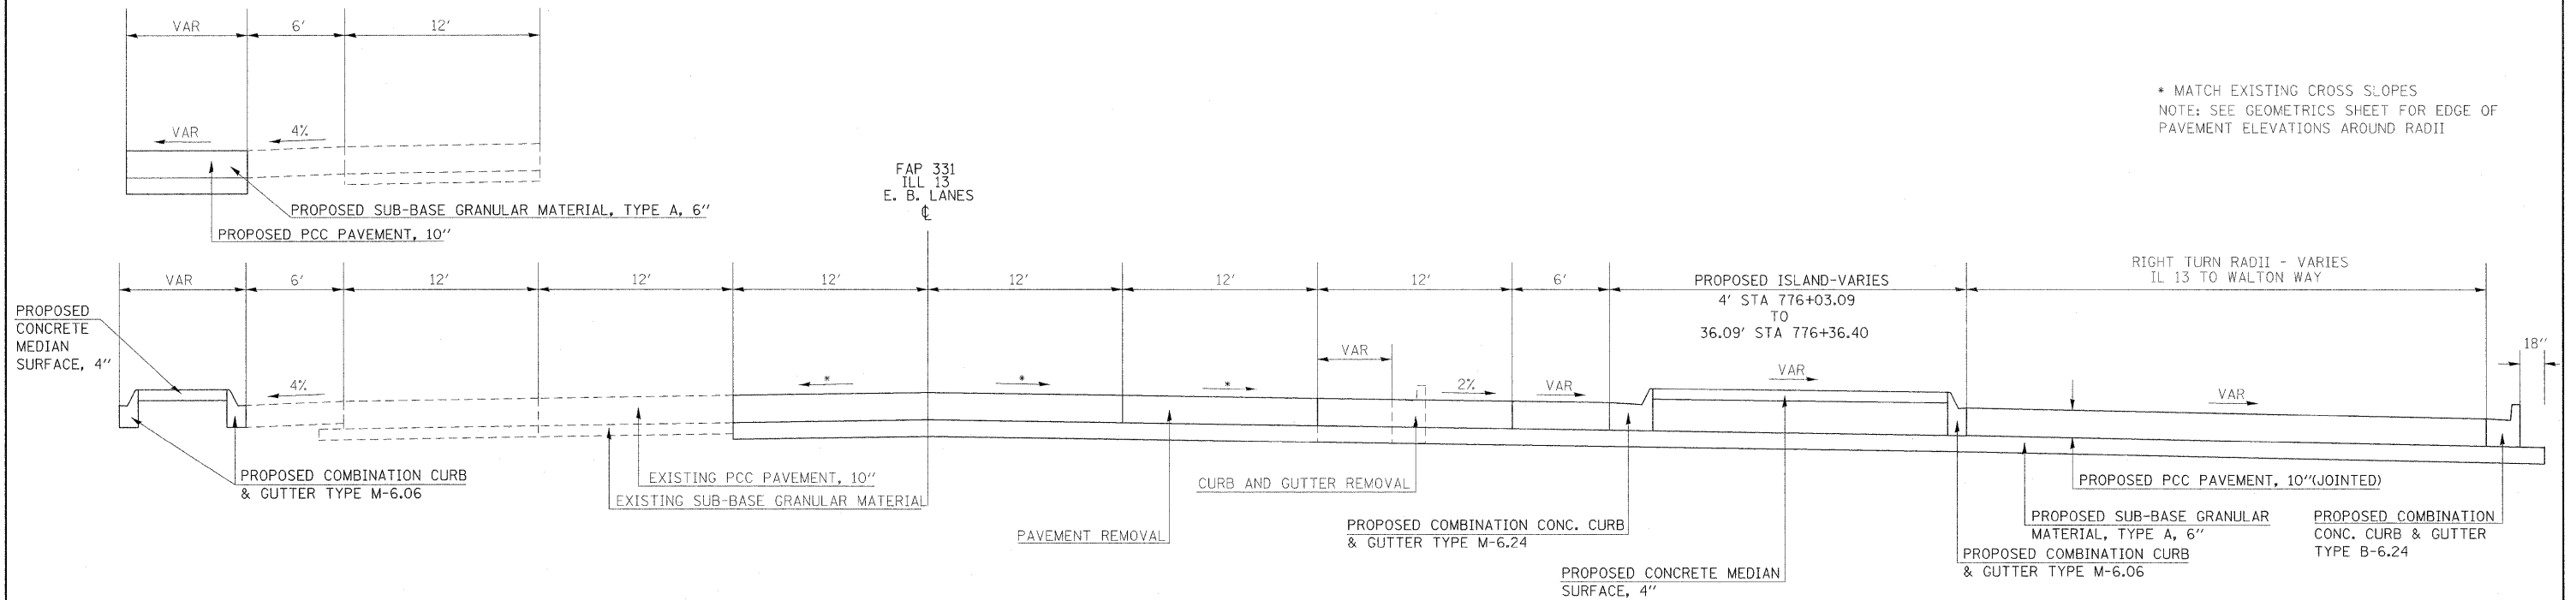 VAR 6' 12'
* MATCH EXISTING CROSS SLOPES
NOTE: SEE GEOMETRICS SHEET FOR EDGE OF
PAVEMENT ELEVATIONS AROUND RADII
VAR 4%
PROPOSED SUB-BASE GRANULAR MATERIAL, TYPE A, 6"
PROPOSED PCC PAVEMENT, 10"
FAP 331
ILL 13
E. B. LANES
℄
VAR 6' 12' 12' 12' 12' 12' 12' 6'
PROPOSED ISLAND-VARIES
4' STA 776+03.09
TO
36.09' STA 776+36.40
RIGHT TURN RADII - VARIES
IL 13 TO WALTON WAY
18"
PROPOSED
CONCRETE
MEDIAN
SURFACE, 4"
VAR
4% * * * 2% VAR VAR VAR
PROPOSED COMBINATION CURB
& GUTTER TYPE M-6.06
EXISTING PCC PAVEMENT, 10"
EXISTING SUB-BASE GRANULAR MATERIAL
PAVEMENT REMOVAL
CURB AND GUTTER REMOVAL
PROPOSED COMBINATION CONC. CURB
& GUTTER TYPE M-6.24
PROPOSED CONCRETE MEDIAN
SURFACE, 4"
PROPOSED PCC PAVEMENT, 10"(JOINTED)
PROPOSED SUB-BASE GRANULAR
MATERIAL, TYPE A, 6"
PROPOSED COMBINATION CURB
& GUTTER TYPE M-6.06
PROPOSED COMBINATION
CONC. CURB & GUTTER
TYPE B-6.24